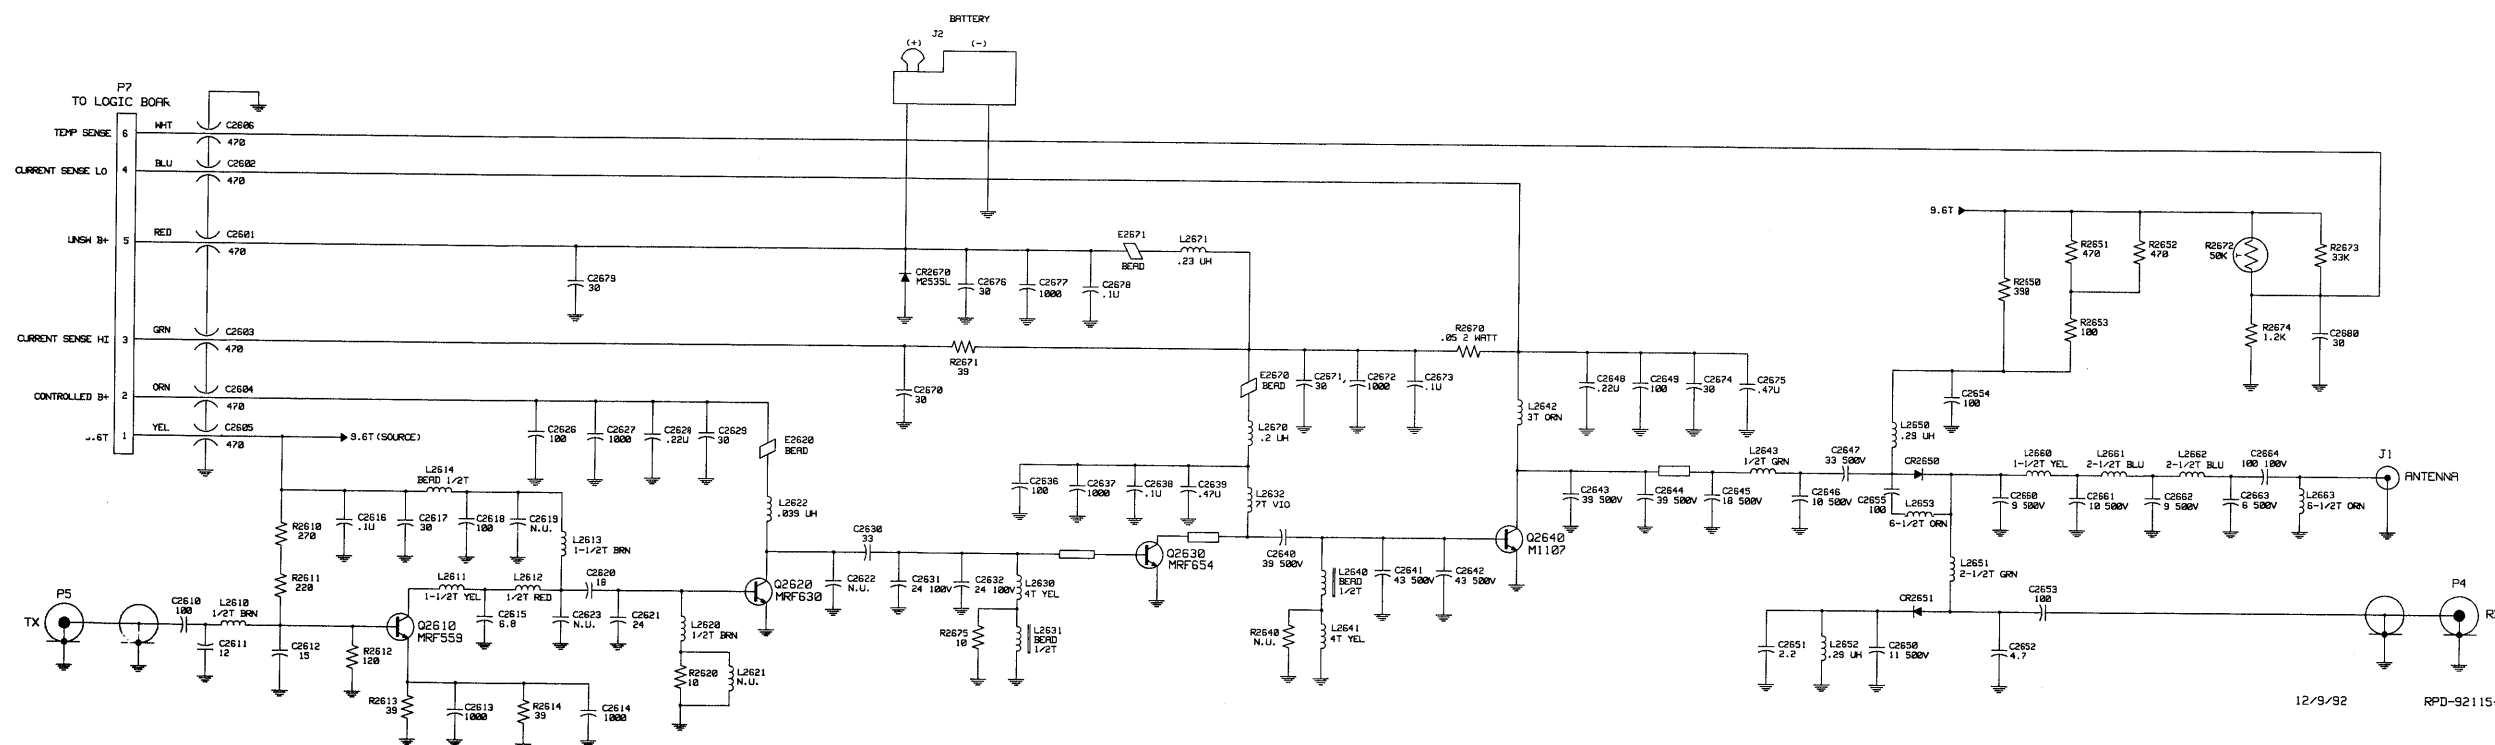 BATTERY
J2
(+)
(-)
P7
TO LOGIC BOAR
TEMP SENSE
6
WHT
C2606
470
CURRENT SENSE LO
4
BLU
C2602
470
UNSW B+
5
RED
C2601
470
CURRENT SENSE HI
3
GRN
C2603
470
CONTROLLED B+
2
ORN
C2604
470
.6T
1
YEL
C2605
470
9.6T (SOURCE)
C2679
30
CR2670
M2535L
C2676
30
C2677
1000
C2678
.1U
E2671
BEAD
L2671
.23 UH
C2670
30
R2671
39
E2670
BEAD
L2670
.2 UH
C2671
30
C2672
1000
C2673
.1U
R2670
.05 2 WATT
L2642
3T ORN
C2648
.22U
C2649
100
C2674
30
C2675
.47U
9.6T
R2650
390
R2651
470
R2652
470
R2653
100
R2672
50K
T
R2673
33K
R2674
1.2K
C2680
30
C2654
100
L2650
.29 UH
C2626
100
C2627
1000
C2628
.22U
C2629
30
E2620
BEAD
L2622
.039 UH
L2614
BEAD 1/2T
R2610
270
C2616
.1U
C2617
30
C2618
100
C2619
N.U.
L2613
1-1/2T BRN
R2611
220
P5
TX
C2610
100
L2610
1/2T BRN
C2611
12
C2612
15
R2612
120
Q2610
MRF559
L2611
1-1/2T YEL
C2615
6.8
L2612
1/2T RED
C2620
18
C2623
N.U.
C2621
24
L2620
1/2T BRN
R2620
10
L2621
N.U.
R2613
39
C2613
1000
R2614
39
C2614
1000
Q2620
MRF630
C2630
33
C2622
N.U.
C2631
24 100V
C2632
24 100V
L2630
4T YEL
R2675
10
L2631
BEAD
1/2T
C2636
100
C2637
1000
C2638
.1U
C2639
.47U
L2632
7T VIO
Q2630
MRF654
C2640
39 500V
L2640
BEAD
1/2T
C2641
43 500V
C2642
43 500V
R2640
N.U.
L2641
4T YEL
Q2640
M1107
C2643
39 500V
C2644
39 500V
C2645
18 500V
L2643
1/2T GRN
C2646
10 500V
C2647
33 500V
C2655
100
CR2650
L2653
6-1/2T ORN
L2651
2-1/2T GRN
C2660
9 500V
L2660
1-1/2T YEL
C2661
10 500V
L2661
2-1/2T BLU
C2662
9 500V
L2662
2-1/2T BLU
C2663
6 500V
C2664
100 100V
L2663
6-1/2T ORN
J1
ANTENNA
CR2651
C2653
100
C2651
2.2
L2652
.29 UH
C2650
11 500V
C2652
4.7
P4
R
12/9/92
RPD-92115